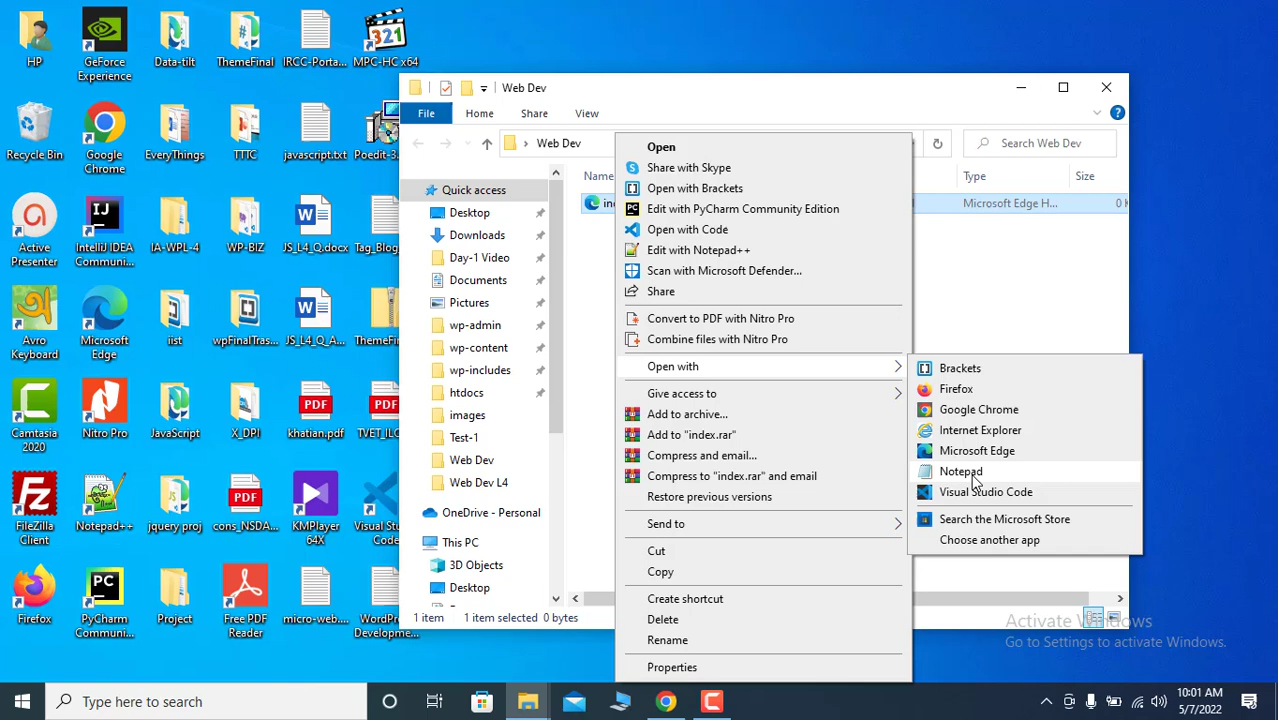 HP
GeForce
Experience
Data-tilt
ThemeFinal
IRCC-Porta...
MPC-HC x64
321
Recycle Bin
Google
Chrome
EveryThings
TTTC
javascript.txt
Poedit-3....
Active
Presenter
IntelliJ IDEA
Communi...
IA-WPL-4
WP-BIZ
JS_L4_Q.docx
Tag_Blog...
Avro
Keyboard
Microsoft
Edge
iist
wpFinalTras...
JS_L4_Q_A...
ThemeFin
Camtasia
2020
Nitro Pro
JavaScript
X_DPI
khatian.pdf
TVET_ILO
PDF
PDF
FileZilla
Client
Notepad++
jquery proj
cons_NSDA...
KMPlayer
64X
Visual Stu
Code
PDF
Firefox
PyCharm
Communi...
Project
Free PDF
Reader
micro-web...
WordPr
Developme...
Web Dev
File
Home
Share
View
Web Dev
Search Web Dev
Name
Type
Size
Microsoft Edge H...
0 K
Quick access
Desktop
Downloads
Day-1 Video
Documents
Pictures
wp-admin
wp-content
wp-includes
htdocs
images
Test-1
Web Dev
Web Dev L4
OneDrive - Personal
This PC
3D Objects
Desktop
1 item
1 item selected
0 bytes
Open
Share with Skype
Open with Brackets
Edit with PyCharm Community Edition
Open with Code
Edit with Notepad++
Scan with Microsoft Defender...
Share
Convert to PDF with Nitro Pro
Combine files with Nitro Pro
Open with
Give access to
Add to archive...
Add to "index.rar"
Compress and email...
Compress to "index.rar" and email
Restore previous versions
Send to
Cut
Copy
Create shortcut
Delete
Rename
Properties
Brackets
Firefox
Google Chrome
Internet Explorer
Microsoft Edge
Notepad
Visual Studio Code
Search the Microsoft Store
Choose another app
Activate Windows
Go to Settings to activate Windows.
Type here to search
10:01 AM
5/7/2022